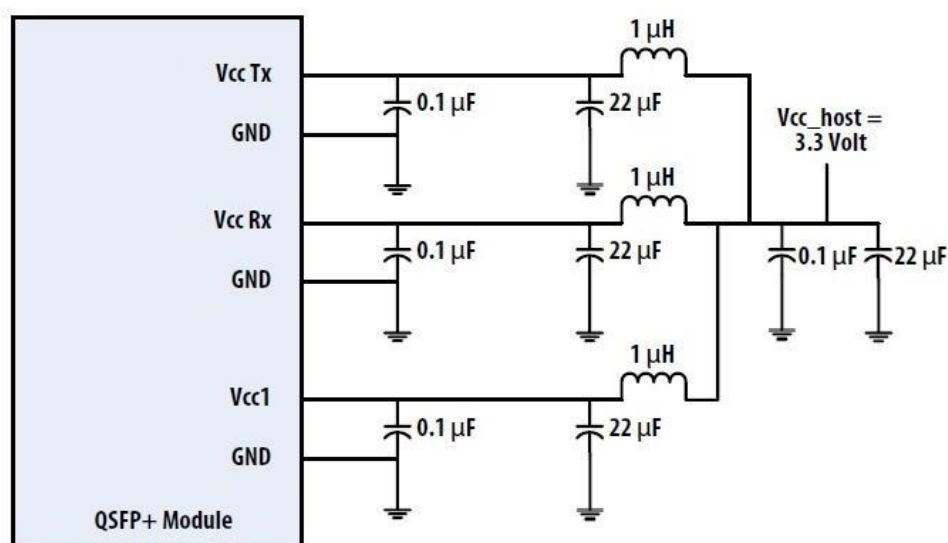 1 μH
Vcc Tx
0.1 μF
22 μF
GND
Vcc_host =
3.3 Volt
1 μH
Vcc Rx
0.1 μF
22 μF
0.1 μF
22 μF
GND
1 μH
Vcc1
0.1 μF
22 μF
GND
QSFP+ Module